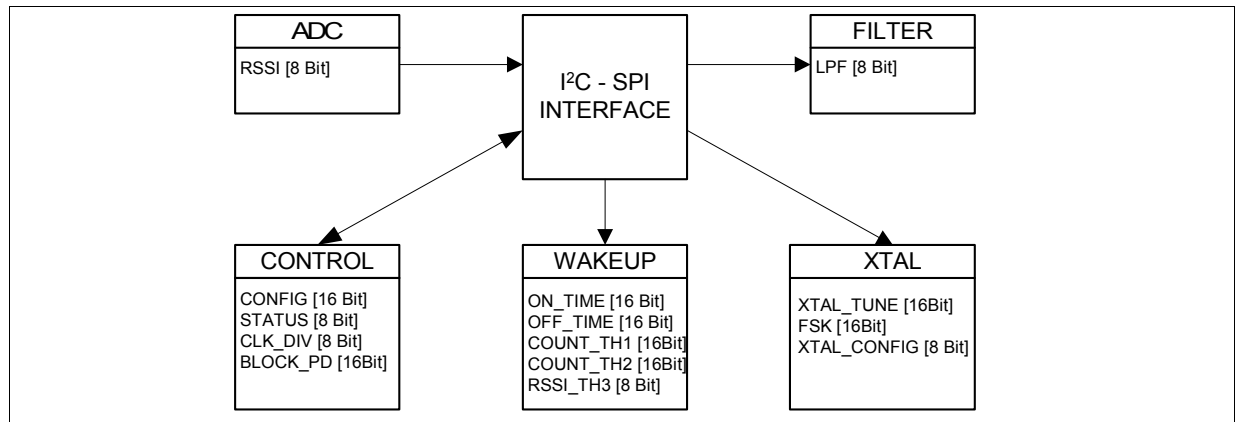 ADC
RSSI [8 Bit]
I²C - SPI
INTERFACE
FILTER
LPF [8 Bit]
CONTROL
CONFIG [16 Bit]
STATUS [8 Bit]
CLK_DIV [8 Bit]
BLOCK_PD [16Bit]
WAKEUP
ON_TIME [16 Bit]
OFF_TIME [16 Bit]
COUNT_TH1 [16Bit]
COUNT_TH2 [16Bit]
RSSI_TH3 [8 Bit]
XTAL
XTAL_TUNE [16Bit]
FSK [16Bit]
XTAL_CONFIG [8 Bit]